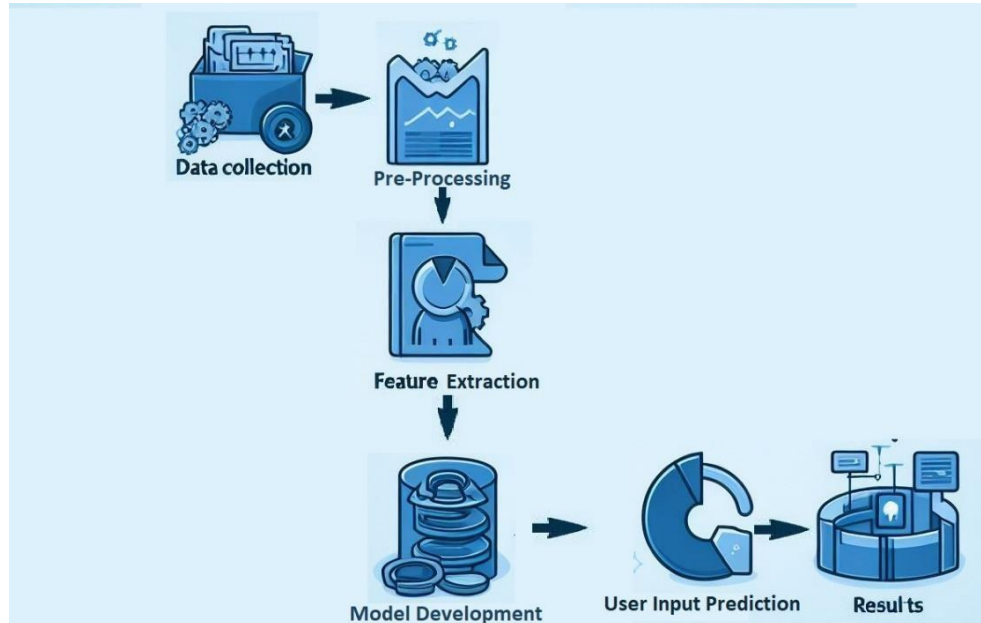 Data collection
Pre-Processing
Feature Extraction
Model Development
User Input Prediction
Results